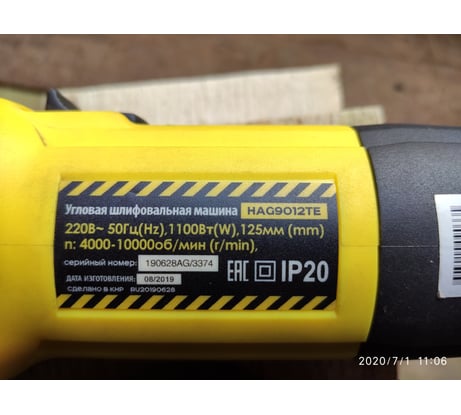 Угловая шлифовальная машина HAG9012TE
220В~ 50Гц(Hz),1100Вт(W),125мм (mm)
n: 4000-10000об/мин (r/min),
серийный номер: 190628AG/3374
ДАТА ИЗГОТОВЛЕНИЯ: 08/2019
СДЕЛАНО В КНР RU20190628
EAC IP20
2020/7/1 11:06